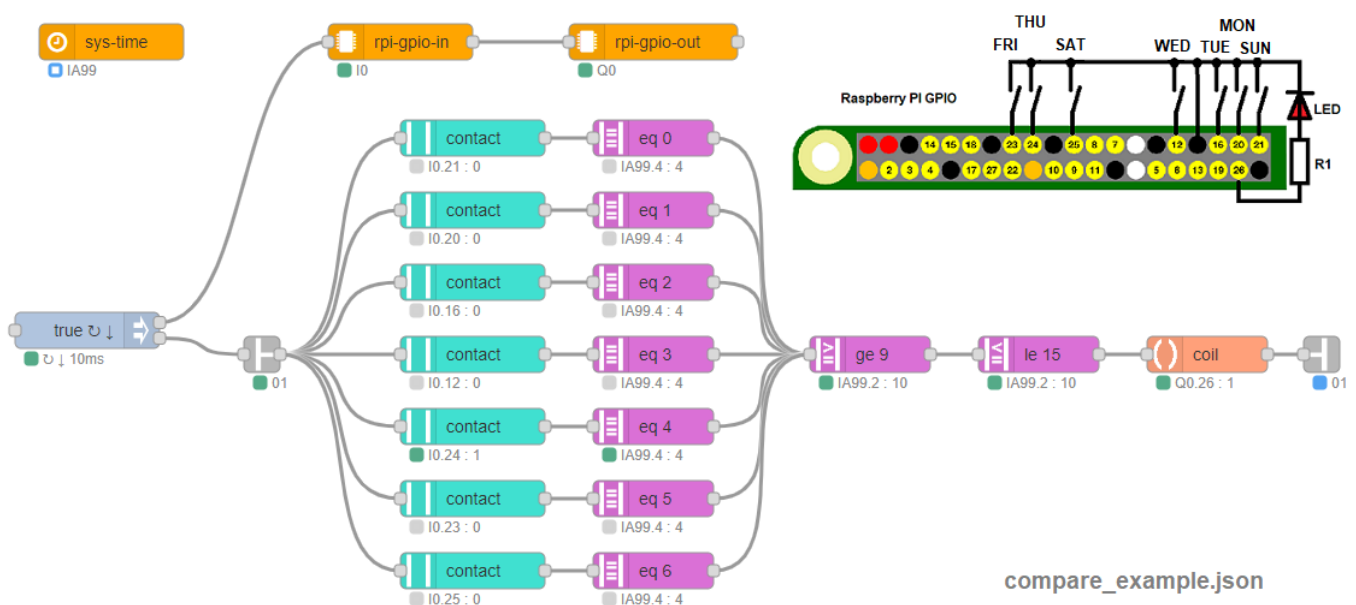 sys-time
IA99
rpi-gpio-in
I0
rpi-gpio-out
Q0
THU
MON
FRI SAT WED TUE SUN
Raspberry PI GPIO
LED
R1
14 15 18 23 24 25 8 7 12 16 20 21
2 3 4 17 27 22 10 9 11 5 6 13 19 26
true ↻ ↓
↻ ↓ 10ms
01
contact
I0.21 : 0
eq 0
IA99.4 : 4
contact
I0.20 : 0
eq 1
IA99.4 : 4
contact
I0.16 : 0
eq 2
IA99.4 : 4
contact
I0.12 : 0
eq 3
IA99.4 : 4
contact
I0.24 : 1
eq 4
IA99.4 : 4
contact
I0.23 : 0
eq 5
IA99.4 : 4
contact
I0.25 : 0
eq 6
IA99.4 : 4
ge 9
IA99.2 : 10
le 15
IA99.2 : 10
coil
Q0.26 : 1
01
compare_example.json